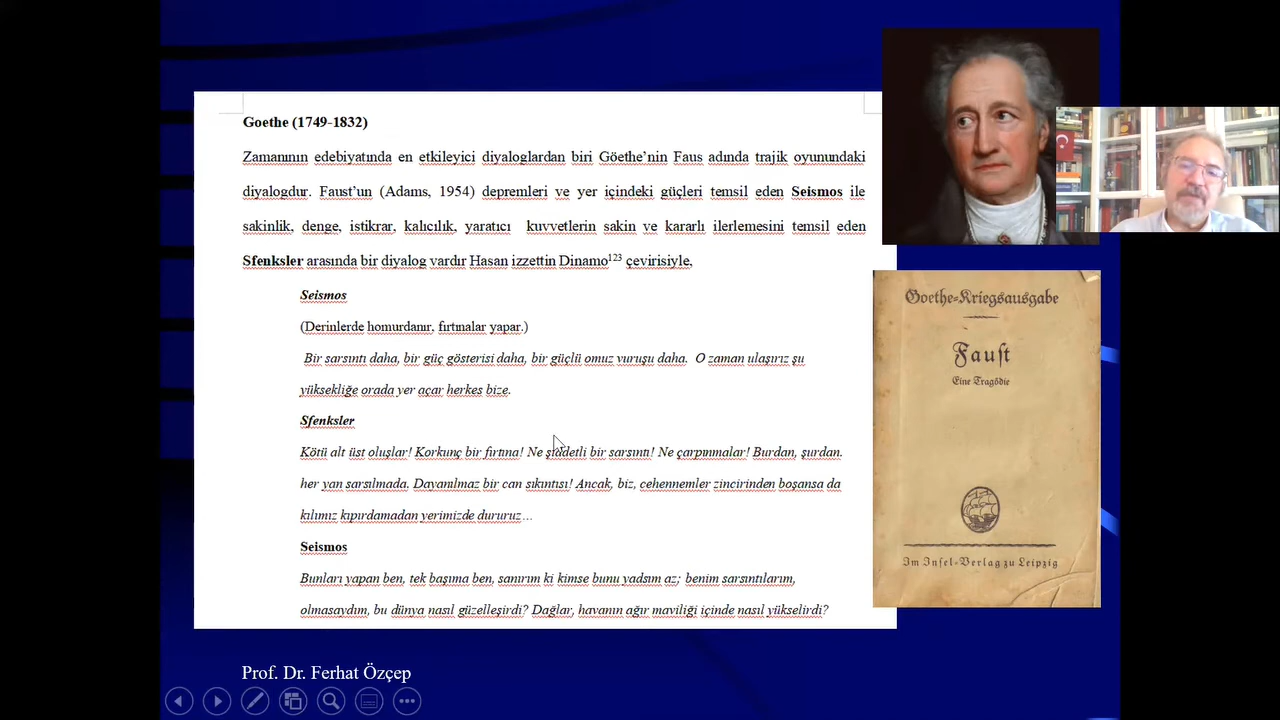 Goethe (1749-1832)
Zamanının edebiyatında en etkileyici diyaloglardan biri Göethe’nin Faus adında trajik oyunundaki
diyalogdur. Faust’un (Adams, 1954) depremleri ve yer içindeki güçleri temsil eden Seismos ile
sakinlik, denge, istikrar, kalıcılık, yaratıcı kuvvetlerin sakin ve kararlı ilerlemesini temsil eden
Sfenksler arasında bir diyalog vardır Hasan izzettin Dinamo¹²³ çevirisiyle,
Seismos
(Derinlerde homurdanır, fırtınalar yapar.)
Bir sarsıntı daha, bir güç gösterisi daha, bir güçlü omuz vuruşu daha. O zaman ulaşırız şu
yüksekliğe orada yer açar herkes bize.
Sfenksler
Kötü alt üst oluşlar! Korkunç bir fırtına! Ne şiddetli bir sarsıntı! Ne çarpınmalar! Burdan, şurdan.
her yan sarsılmada. Dayanılmaz bir can sıkıntısı! Ancak, biz, cehennemler zincirinden boşansa da
kılımız kıpırdamadan yerimizde dururuz…
Seismos
Bunları yapan ben, tek başıma ben, sanırım ki kimse bunu yadsım az; benim sarsıntılarım,
olmasaydım, bu dünya nasıl güzelleşirdi? Dağlar, havanın ağır maviliği içinde nasıl yükselirdi?
Goethe-Kriegsausgabe
Faust
Eine Tragödie
Im Insel-Verlag zu Leipzig
Prof. Dr. Ferhat Özçep